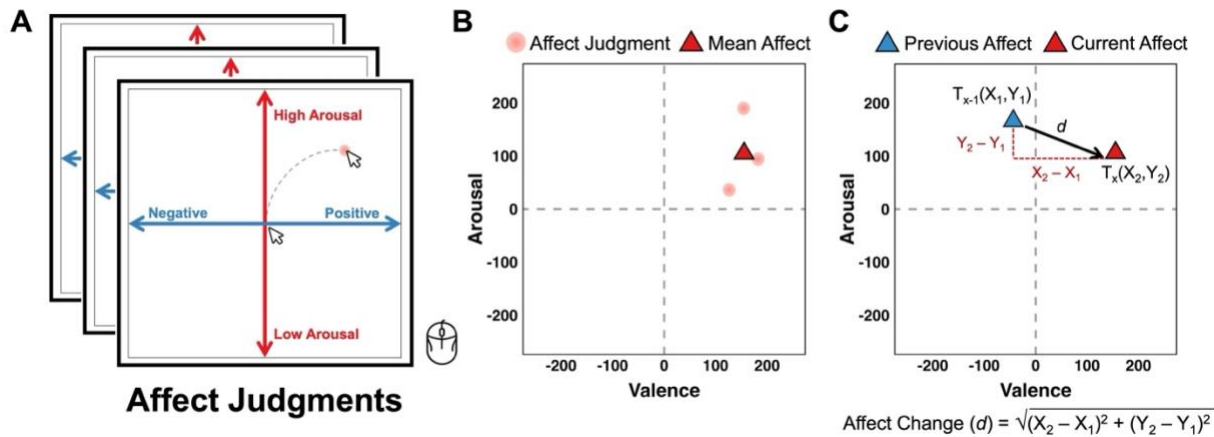 A
High Arousal
Negative
Positive
Low Arousal
Affect Judgments
B
Affect Judgment
Mean Affect
Arousal
200
100
0
-100
-200
-200
-100
0
100
200
Valence
C
Previous Affect
Current Affect
Arousal
200
100
0
-100
-200
Tx-1(X1,Y1)
d
Y2 – Y1
X2 – X1
Tx(X2,Y2)
-200
-100
0
100
200
Valence
Affect Change (d) = √(X2 – X1)² + (Y2 – Y1)²